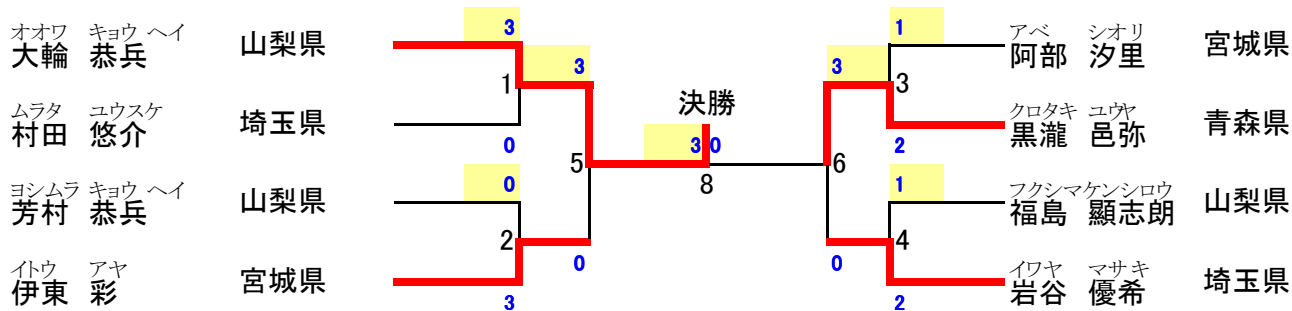 オオワ キョウ ヘイ
大輪 恭兵 山梨県
ムラタ ユウスケ
村田 悠介 埼玉県
ヨシムラ キョウ ヘイ
芳村 恭兵 山梨県
イトウ アヤ
伊東 彩 宮城県
3
1
0
3
0
2
3
5
0
決勝
3 0
8
3
6
0
1
3
2
1
4
2
アベ シオリ
阿部 汐里 宮城県
クロタキ ユウヤ
黒瀧 邑弥 青森県
フクシマケンシロウ
福島 顯志朗 山梨県
イワヤ マサキ
岩谷 優希 埼玉県